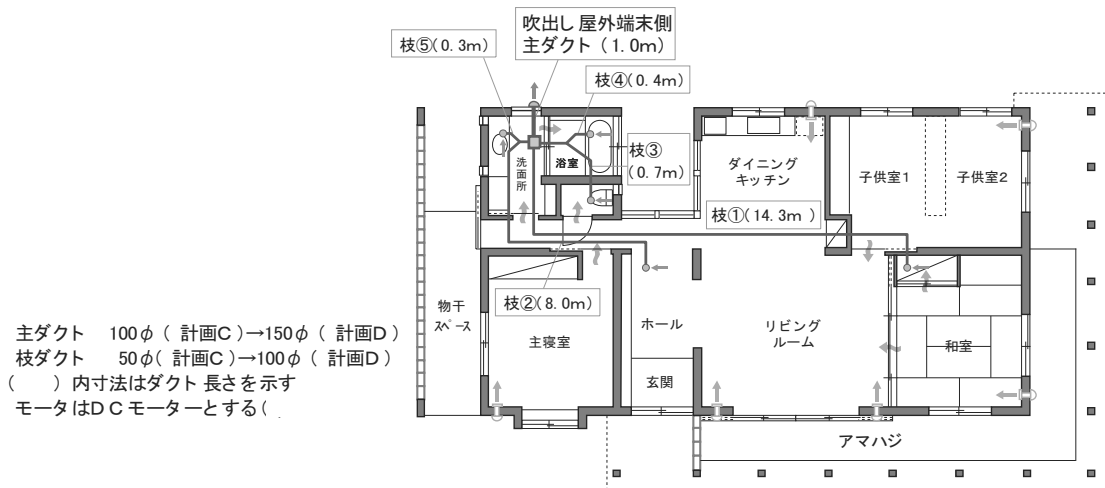 吹出し 屋外端末側
主ダクト (1.0m)
枝⑤(0.3m)
枝④(0.4m)
枝③
(0.7m)
洗面所
浴室
ダイニング
キッチン
子供室1
子供室2
枝①(14.3m )
枝②(8.0m)
物干
スペース
主寝室
ホール
リビング
ルーム
和室
玄関
アマハジ
主ダクト 100φ( 計画C)→150φ( 計画D)
枝ダクト 50φ( 計画C)→100φ( 計画D)
( )内寸法はダクト 長さを示す
モータはDCモーターとする(